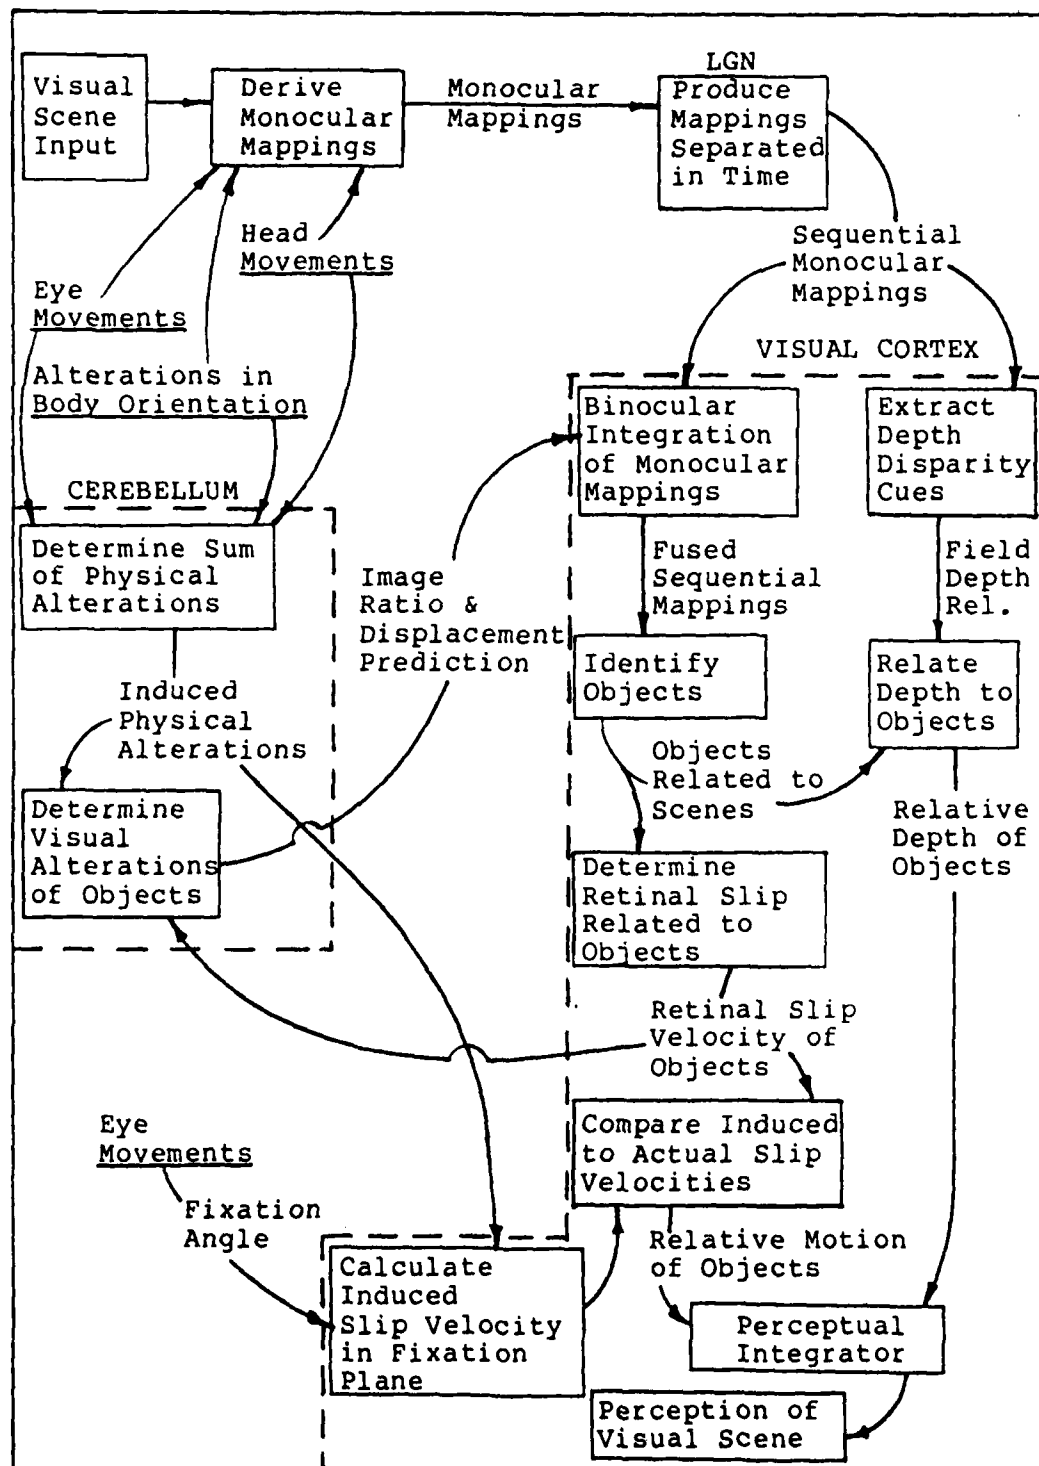 Visual
Scene
Input
Derive
Monocular
Mappings
Monocular
Mappings
LGN
Produce
Mappings
Separated
in Time
Head
Movements
Eye
Movements
Alterations in
Body Orientation
Sequential
Monocular
Mappings
VISUAL CORTEX
Binocular
Integration
of Monocular
Mappings
Extract
Depth
Disparity
Cues
CEREBELLUM
Determine Sum
of Physical
Alterations
Image
Ratio &
Displacement
Prediction
Fused
Sequential
Mappings
Field
Depth
Rel.
Identify
Objects
Relate
Depth to
Objects
Induced
Physical
Alterations
Objects
Related to
Scenes
Determine
Visual
Alterations
of Objects
Relative
Depth of
Objects
Determine
Retinal Slip
Related to
Objects
Retinal Slip
Velocity of
Objects
Eye
Movements
Compare Induced
to Actual Slip
Velocities
Fixation
Angle
Relative Motion
of Objects
Calculate
Induced
Slip Velocity
in Fixation
Plane
Perceptual
Integrator
Perception of
Visual Scene